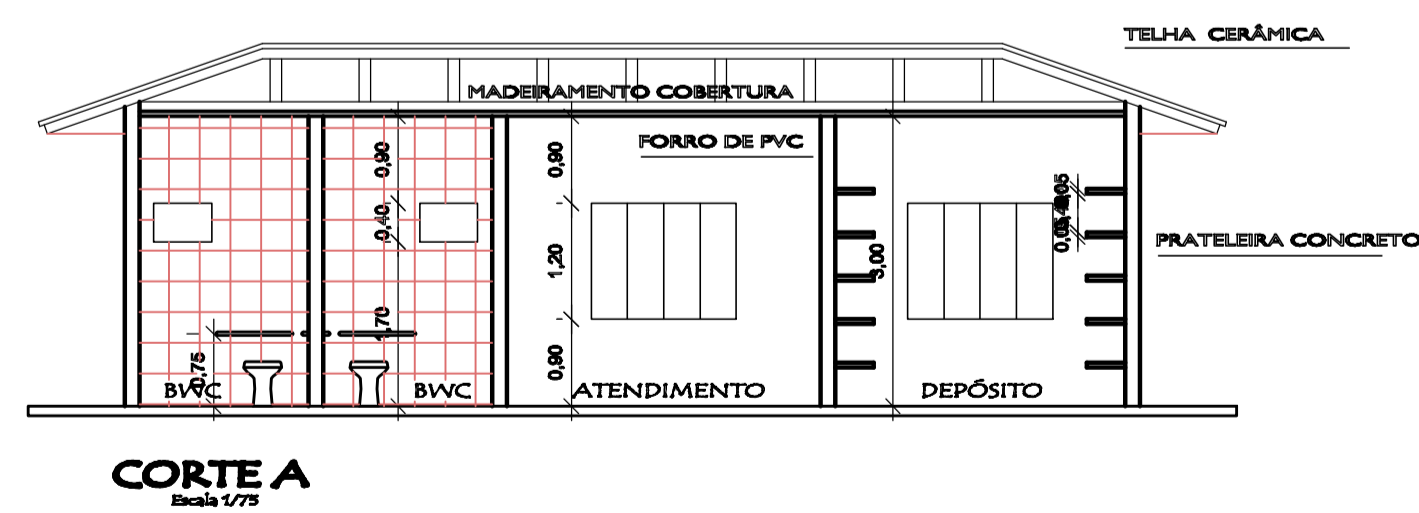 TELHA CERÂMICA
MADEIRAMENTO COBERTURA
FORRO DE PVC
0,90
0,90
0,40
1,20
3,00
PRATELEIRA CONCRETO
1,70
0,75
0,90
BWC
BWC
ATENDIMENTO
DEPÓSITO
CORTE A
Escala 1/75